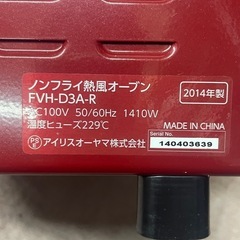 ノンフライ熱風オーブン
FVH-D3A-R
2014年製
AC100V 50/60Hz 1410W
温度ヒューズ229℃
MADE IN CHINA
PS E
アイリスオーヤマ株式会社
Serial No.
140403639